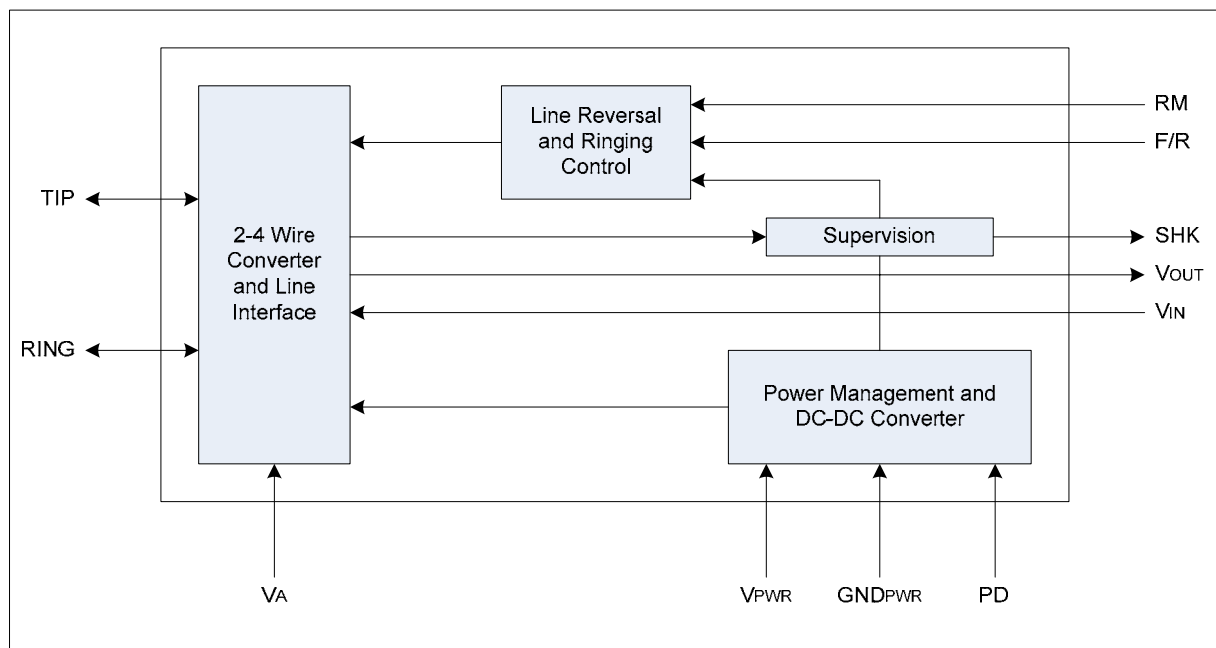 RM
Line Reversal
and Ringing
Control
F/R
TIP
2-4 Wire
Converter
and Line
Interface
Supervision
SHK
VOUT
VIN
RING
Power Management and
DC-DC Converter
VA
VPWR
GNDPWR
PD